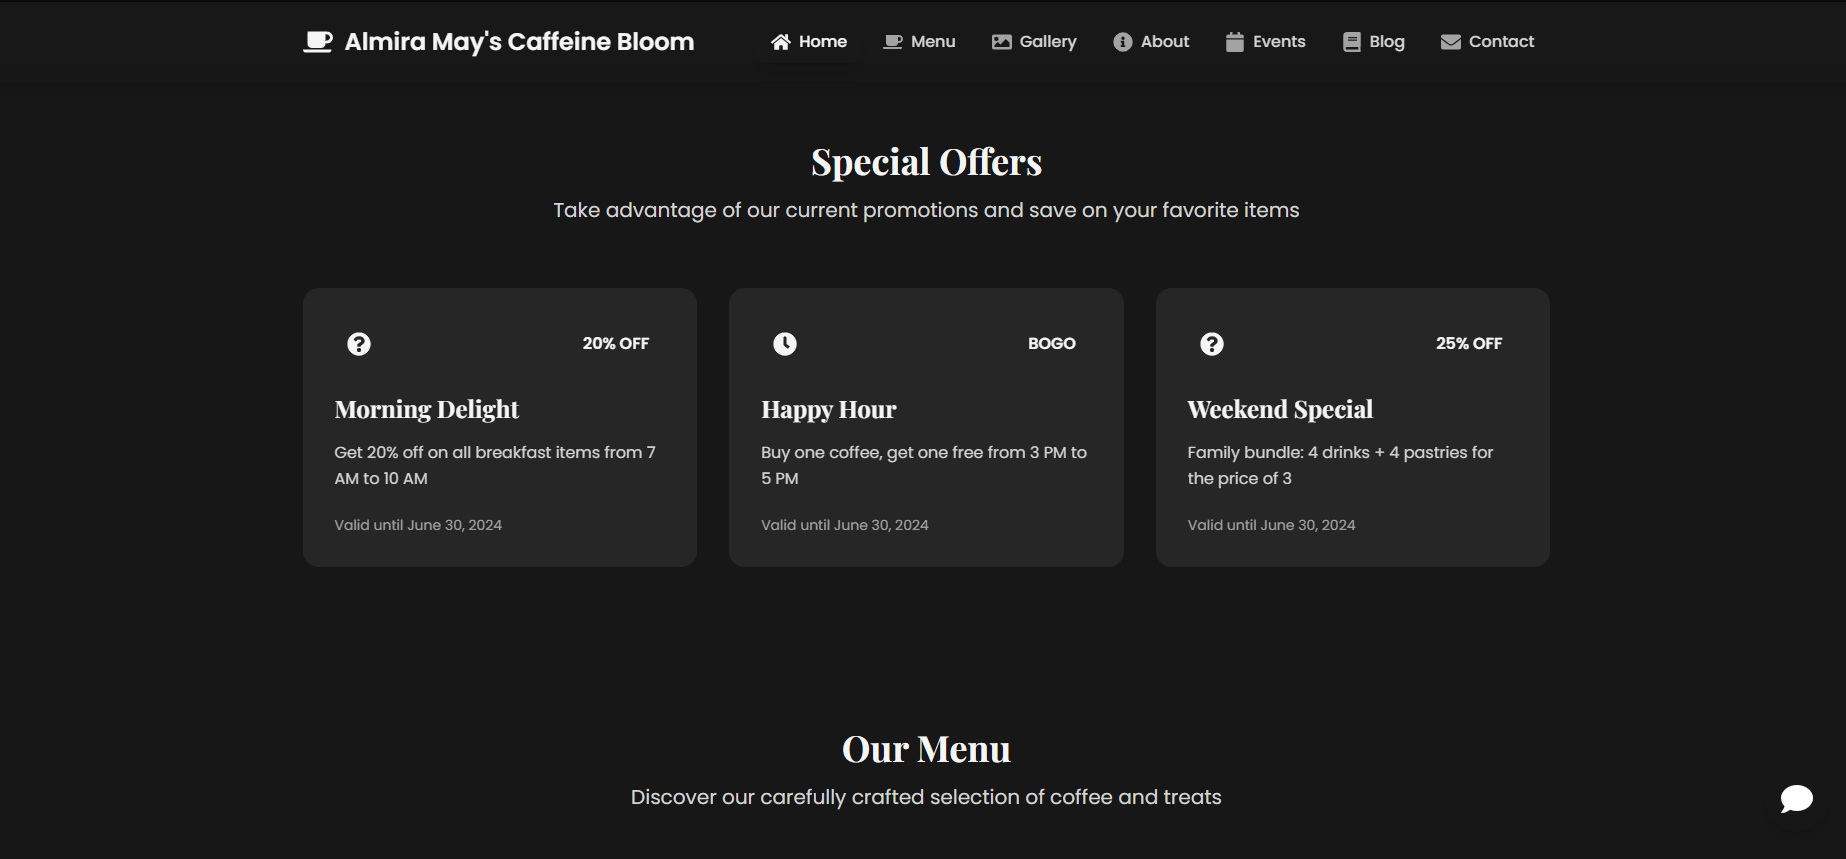 Almira May's Caffeine Bloom
Home
Menu
Gallery
About
Events
Blog
Contact
Special Offers
Take advantage of our current promotions and save on your favorite items
20% OFF
Morning Delight
Get 20% off on all breakfast items from 7
AM to 10 AM
Valid until June 30, 2024
BOGO
Happy Hour
Buy one coffee, get one free from 3 PM to
5 PM
Valid until June 30, 2024
25% OFF
Weekend Special
Family bundle: 4 drinks + 4 pastries for
the price of 3
Valid until June 30, 2024
Our Menu
Discover our carefully crafted selection of coffee and treats